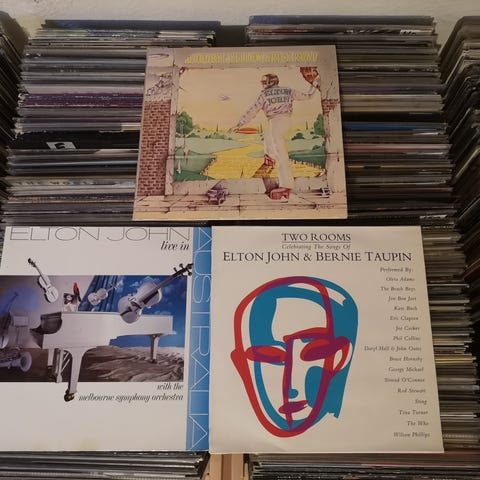 ELTON
JOHN
ELTON JOHN
live in
AUSTRALIA
with the
melbourne symphony orchestra
TWO ROOMS
Celebrating The Songs Of
ELTON JOHN & BERNIE TAUPIN
Performed By:
Oleta Adams
The Beach Boys
Jon Bon Jovi
Kate Bush
Eric Clapton
Joe Cocker
Phil Collins
Daryl Hall & John Oates
Bruce Hornsby
George Michael
Sinead O'Connor
Rod Stewart
Sting
Tina Turner
The Who
Wilson Phillips